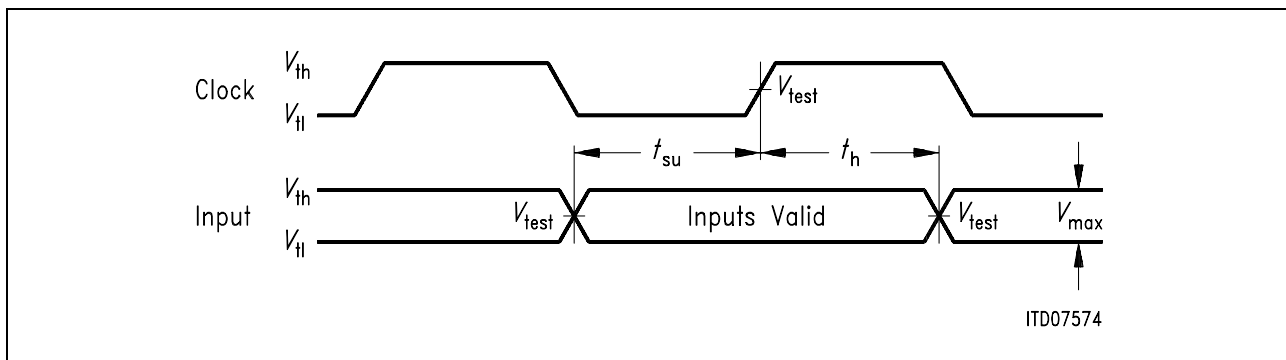 Vth
Clock
Vtest
Vtl
tsu
th
Vth
Input
Vtest
Inputs Valid
Vtest
Vmax
Vtl
ITD07574